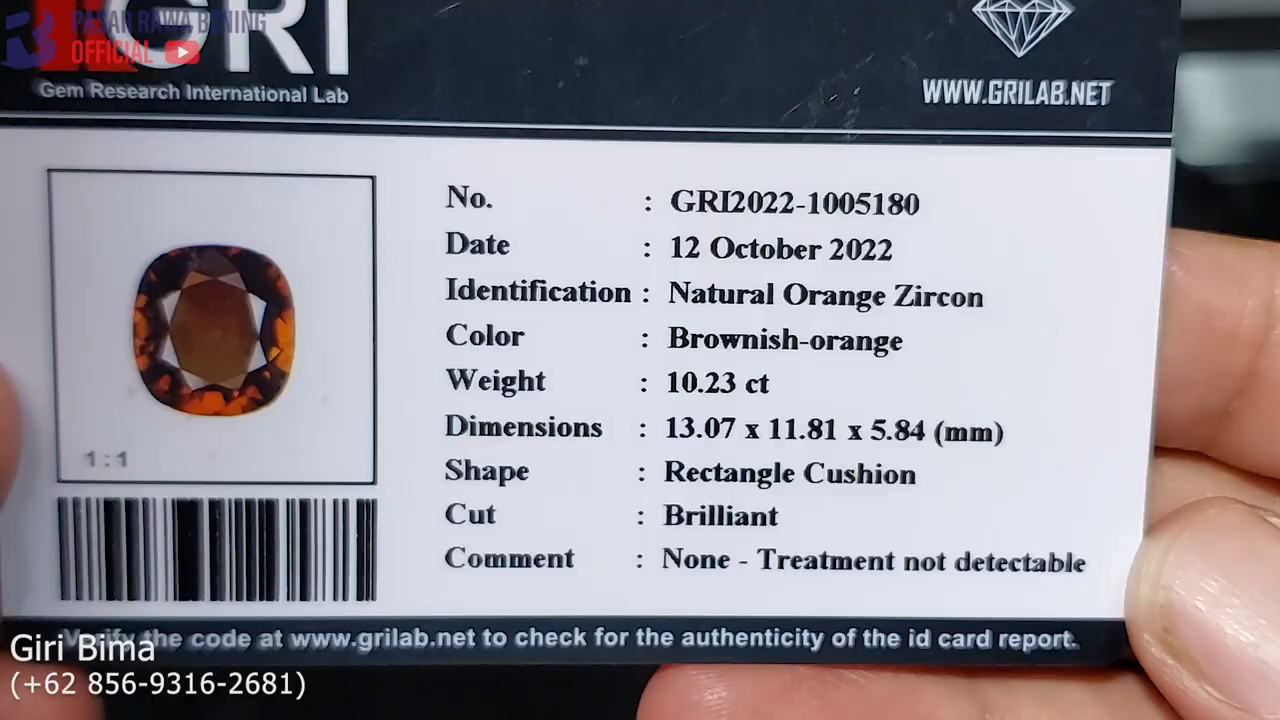 PASAR RAWA BENING
OFFICIAL
GRI
Gem Research International Lab
WWW.GRILAB.NET
No. : GRI2022-1005180
Date : 12 October 2022
Identification : Natural Orange Zircon
Color : Brownish-orange
Weight : 10.23 ct
Dimensions : 13.07 x 11.81 x 5.84 (mm)
Shape : Rectangle Cushion
Cut : Brilliant
Comment : None - Treatment not detectable
1:1
Verify the code at www.grilab.net to check for the authenticity of the id card report.
Giri Bima
(+62 856-9316-2681)